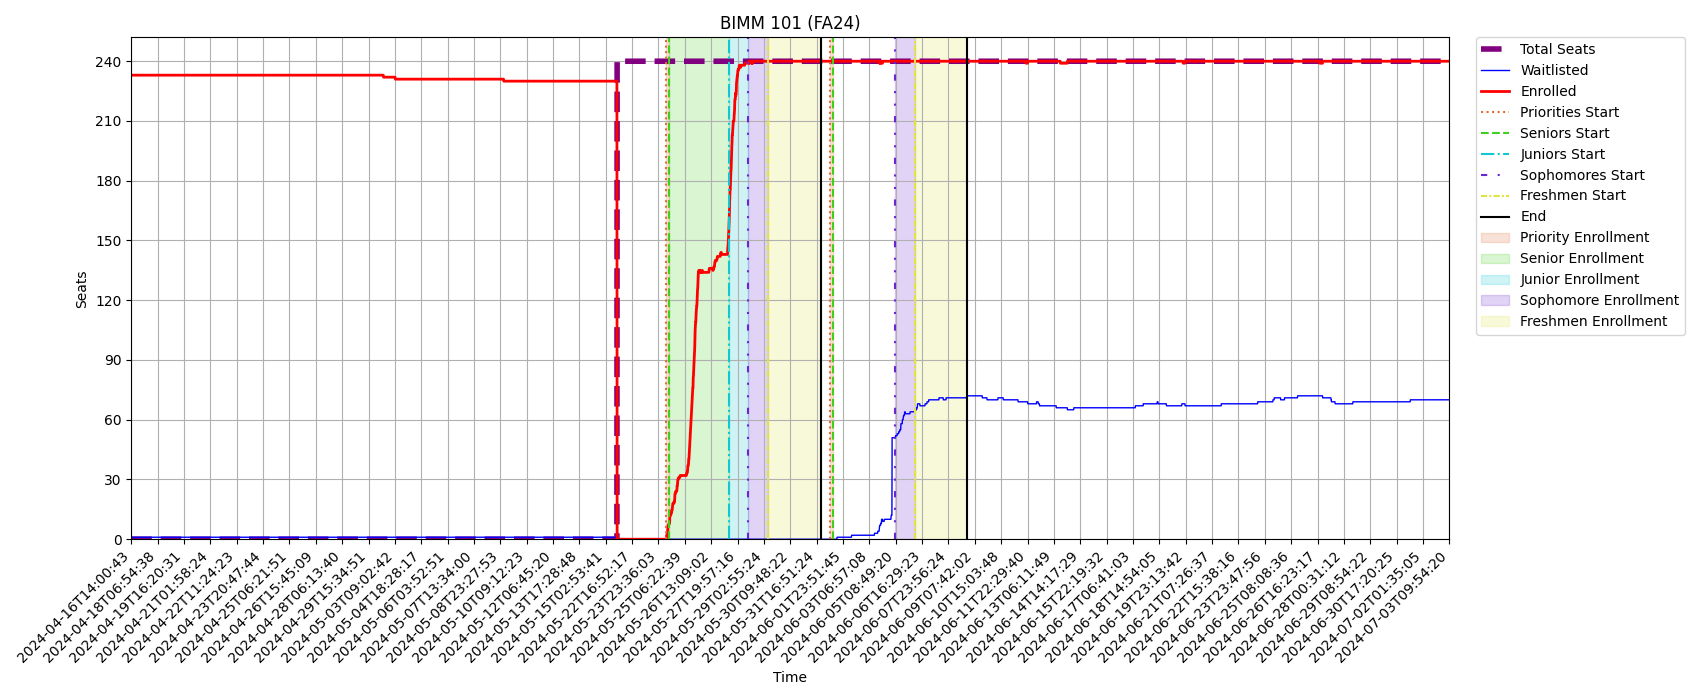 BIMM 101 (FA24)
Seats
240
210
180
150
120
90
60
30
0
2024-04-16T14:00:43
2024-04-18T06:54:38
2024-04-19T16:20:31
2024-04-21T01:58:24
2024-04-22T11:24:23
2024-04-23T20:47:44
2024-04-25T06:21:51
2024-04-26T15:45:09
2024-04-28T06:13:40
2024-04-29T15:34:51
2024-05-03T09:02:42
2024-05-04T18:28:17
2024-05-06T03:52:51
2024-05-07T13:34:00
2024-05-08T23:27:53
2024-05-10T09:12:23
2024-05-12T06:45:20
2024-05-13T17:28:48
2024-05-15T02:53:41
2024-05-22T16:52:17
2024-05-23T23:36:03
2024-05-25T06:22:39
2024-05-26T13:09:02
2024-05-27T19:57:16
2024-05-29T02:55:24
2024-05-30T09:48:22
2024-05-31T16:51:24
2024-06-01T23:51:45
2024-06-03T06:57:08
2024-06-05T08:49:20
2024-06-06T16:29:23
2024-06-07T23:56:24
2024-06-09T07:42:02
2024-06-10T15:03:48
2024-06-11T22:29:40
2024-06-13T06:11:49
2024-06-14T14:17:29
2024-06-15T22:19:32
2024-06-17T06:41:03
2024-06-18T14:54:05
2024-06-19T23:13:42
2024-06-21T07:26:37
2024-06-22T15:38:16
2024-06-23T23:47:56
2024-06-25T08:08:36
2024-06-26T16:23:17
2024-06-28T00:31:12
2024-06-29T08:54:22
2024-06-30T17:20:25
2024-07-02T01:35:05
2024-07-03T09:54:20
Time
Total Seats
Waitlisted
Enrolled
Priorities Start
Seniors Start
Juniors Start
Sophomores Start
Freshmen Start
End
Priority Enrollment
Senior Enrollment
Junior Enrollment
Sophomore Enrollment
Freshmen Enrollment